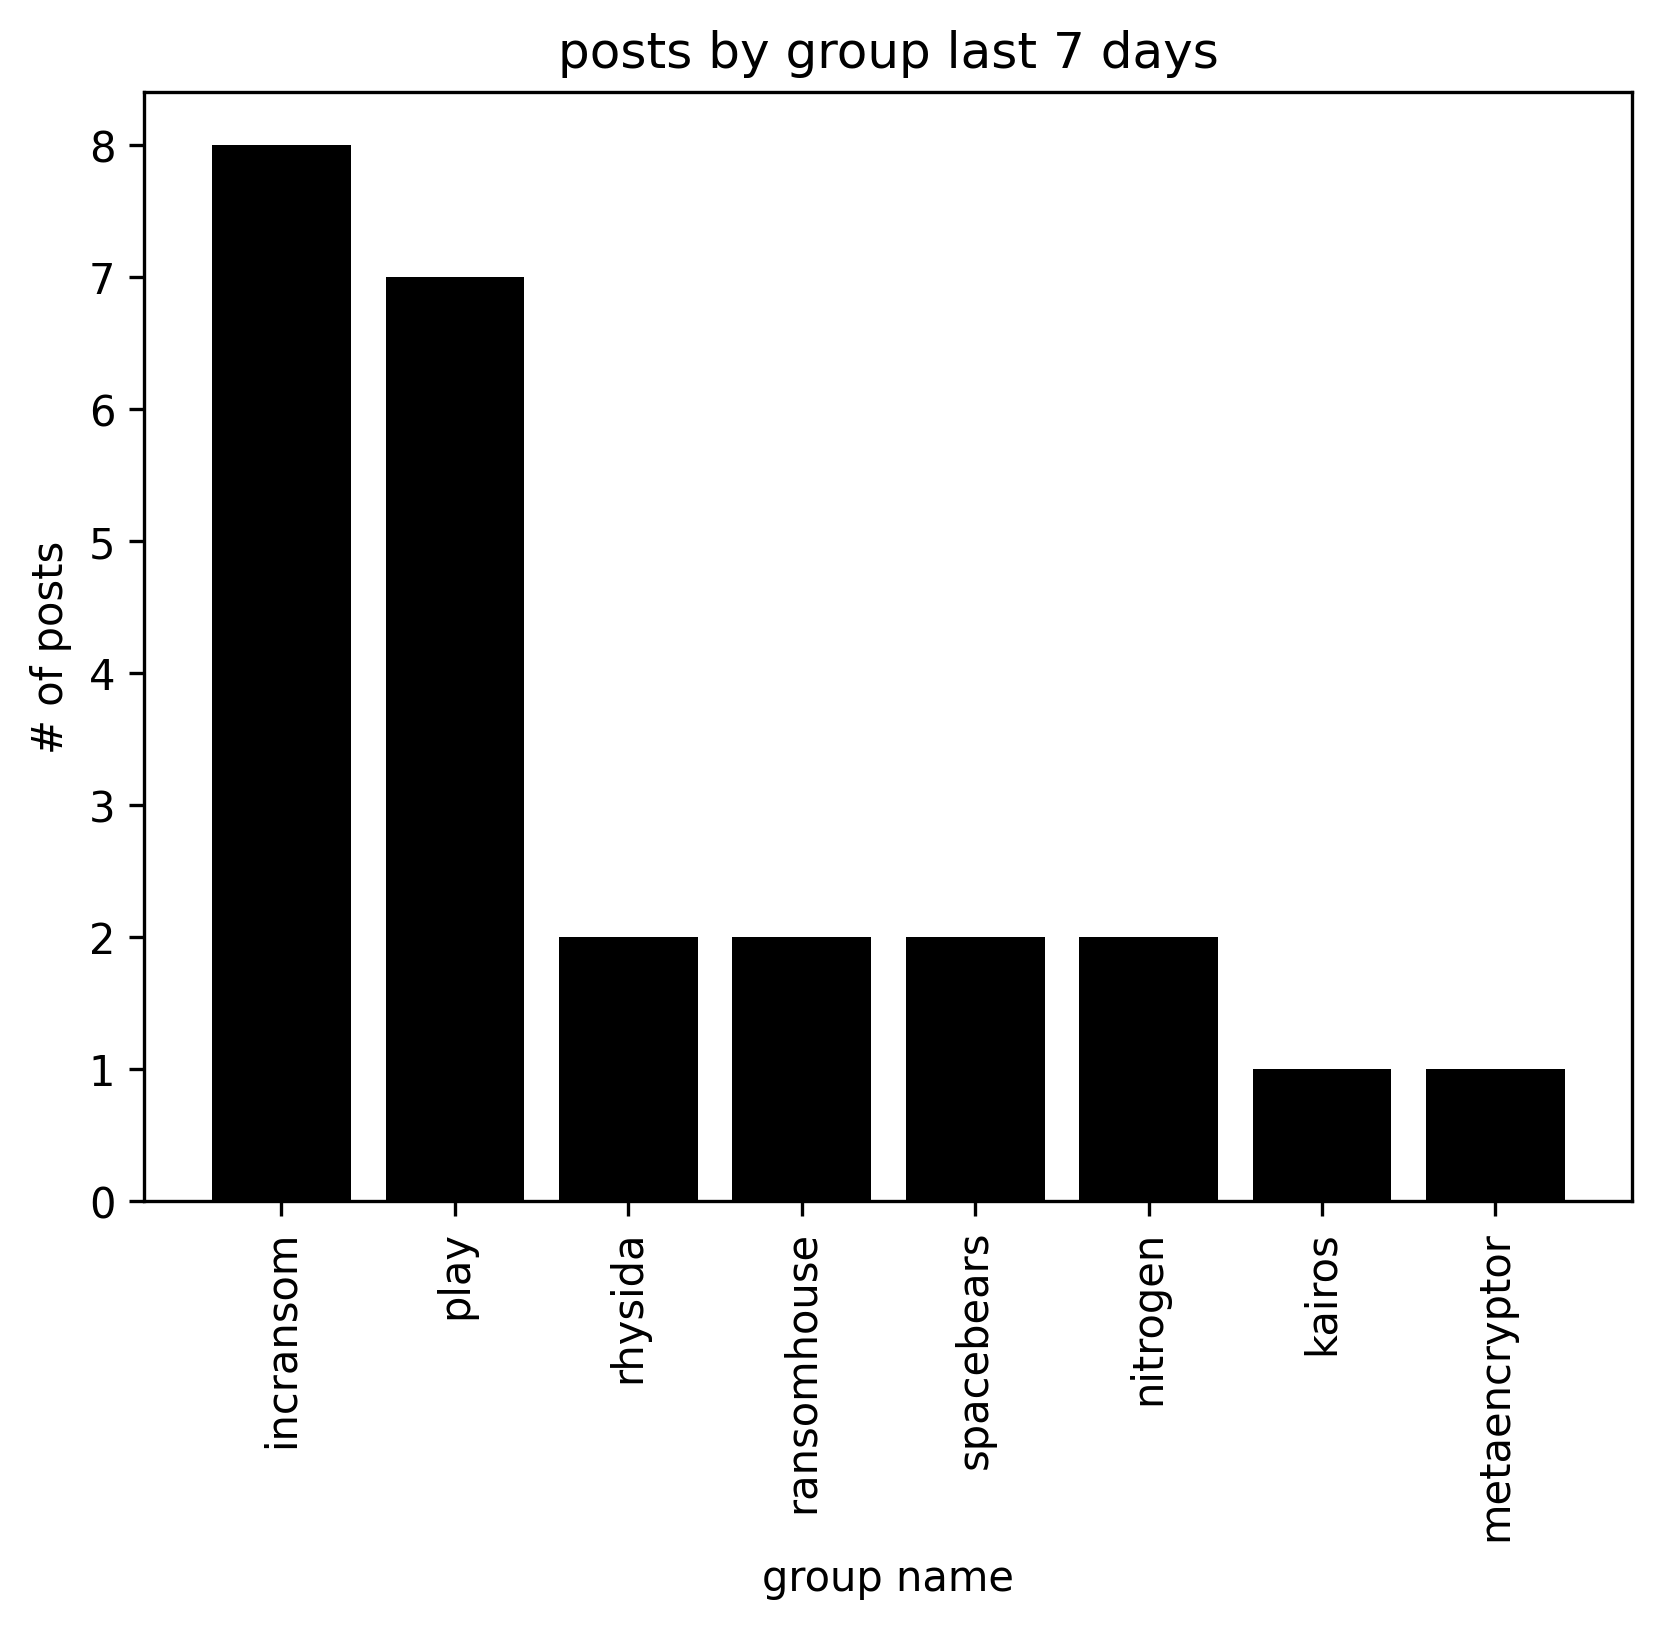 posts by group last 7 days
# of posts
8
7
6
5
4
3
2
1
0
incransom
play
rhysida
ransomhouse
spacebears
nitrogen
kairos
metaencryptor
group name